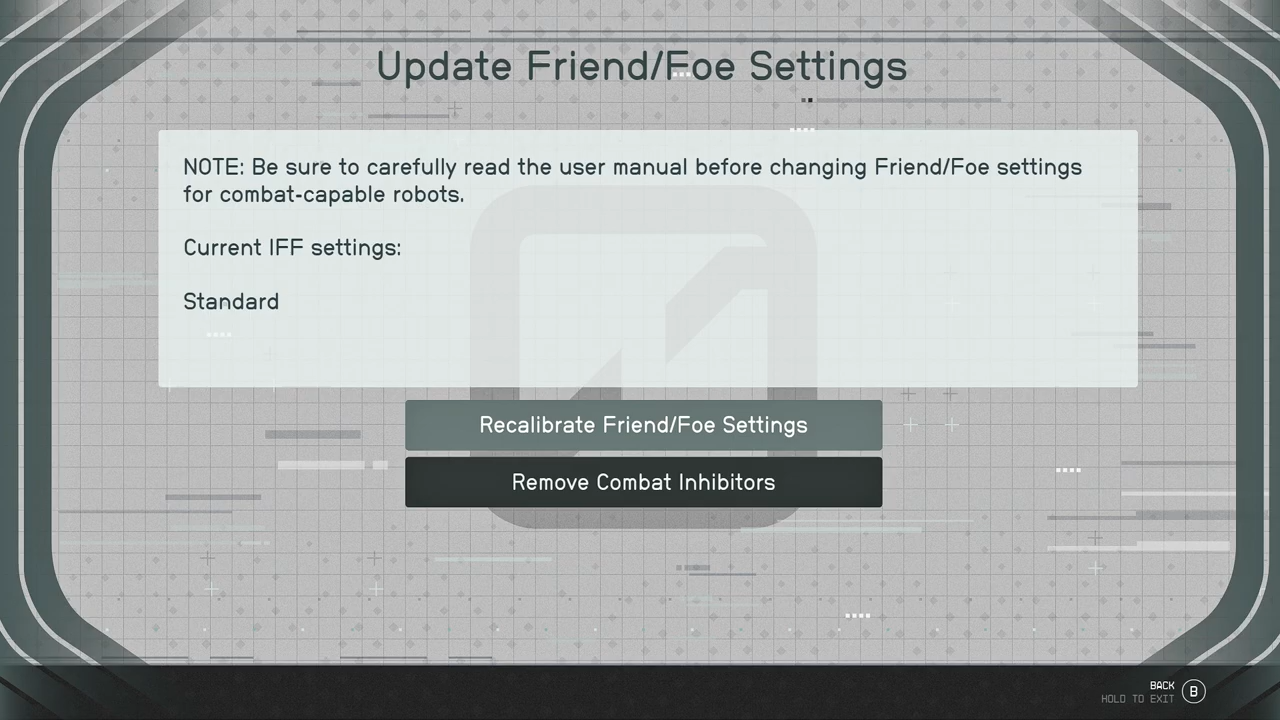 Update Friend/Foe Settings
NOTE: Be sure to carefully read the user manual before changing Friend/Foe settings
for combat-capable robots.
Current IFF settings:
Standard
Recalibrate Friend/Foe Settings
Remove Combat Inhibitors
BACK
HOLD TO EXIT
B